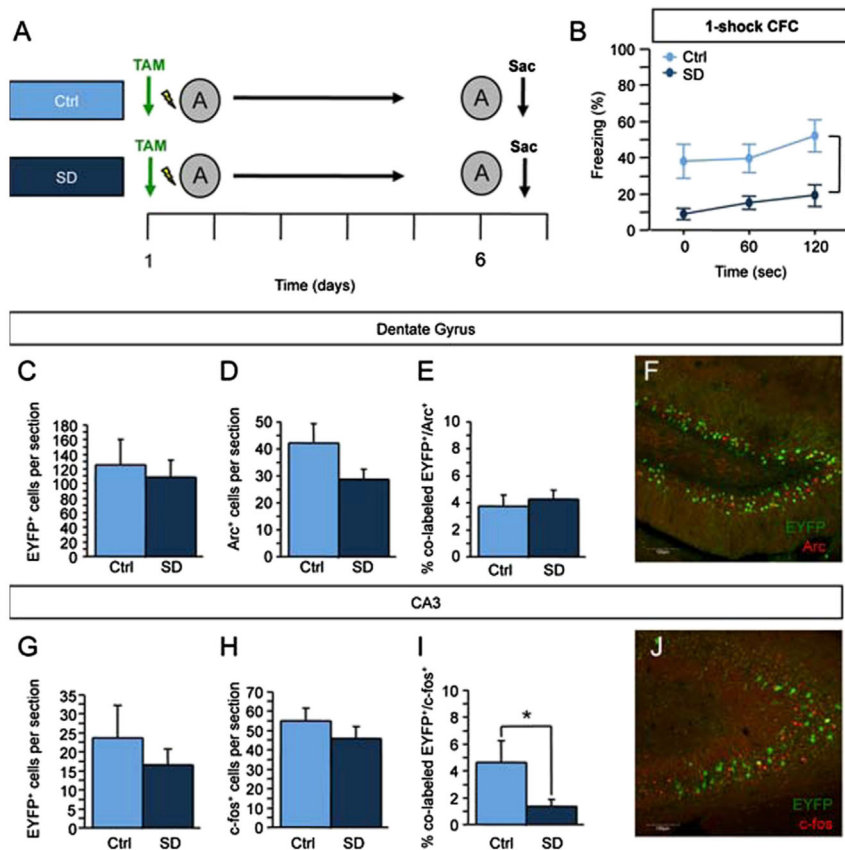 A
TAM
Ctrl
A
A
Sac
TAM
SD
A
A
Sac
1
6
Time (days)
B
1-shock CFC
Ctrl
SD
100
80
60
40
20
0
Freezing (%)
0 60 120
Time (sec)
Dentate Gyrus
C
EYFP⁺ cells per section
180
160
140
120
100
80
60
40
20
0
Ctrl SD
D
Arc⁺ cells per section
50
40
30
20
10
0
Ctrl SD
E
% co-labeled EYFP⁺/Arc⁺
10
8
6
4
2
0
Ctrl SD
F
EYFP
Arc
CA3
G
EYFP⁺ cells per section
35
30
25
20
15
10
5
0
Ctrl SD
H
c-fos⁺ cells per section
70
60
50
40
30
20
10
0
Ctrl SD
I
% co-labeled EYFP⁺/c-fos⁺
10
8
6
4
2
0
*
Ctrl SD
J
EYFP
c-fos